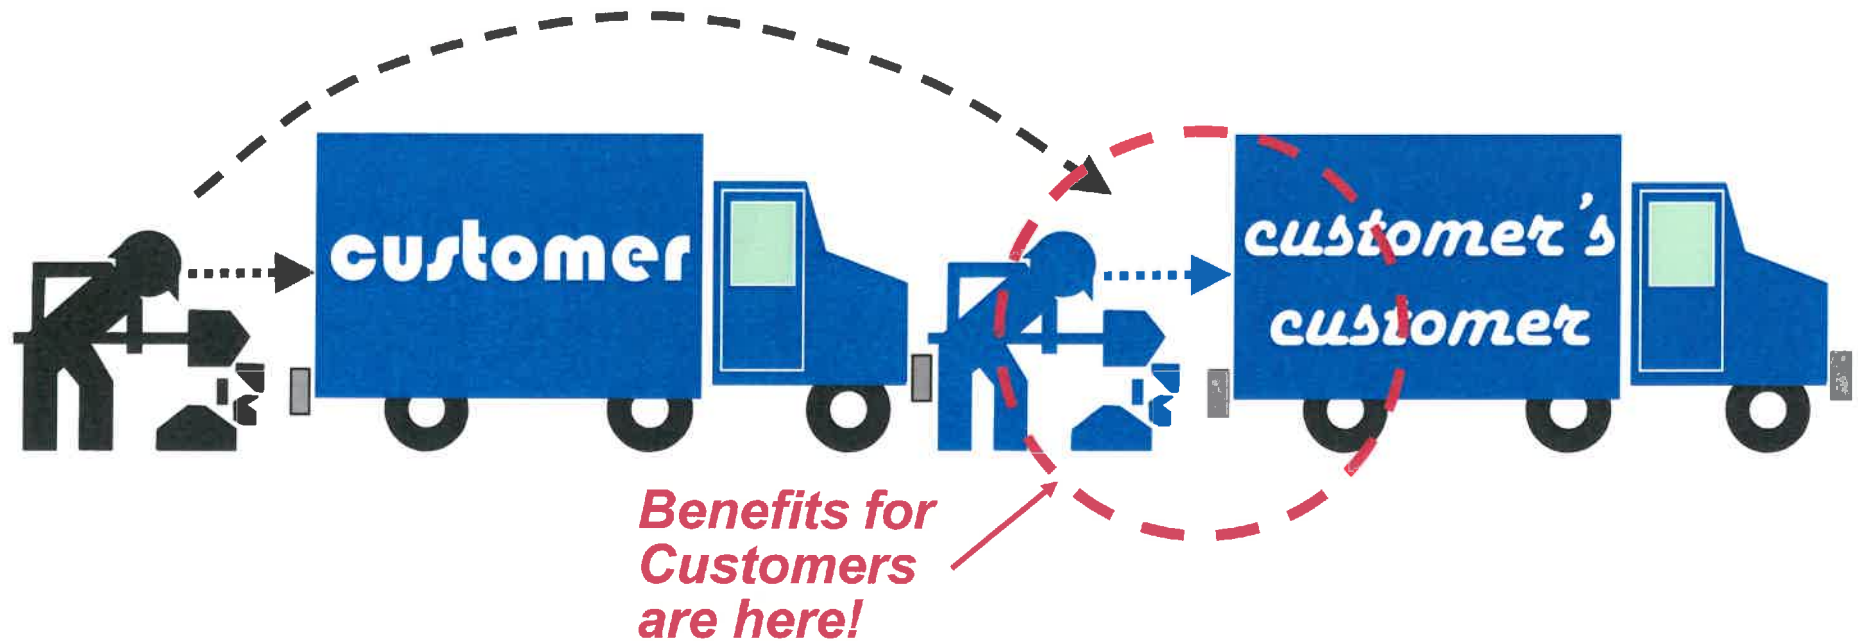 customer
customer's
customer
Benefits for
Customers
are here!